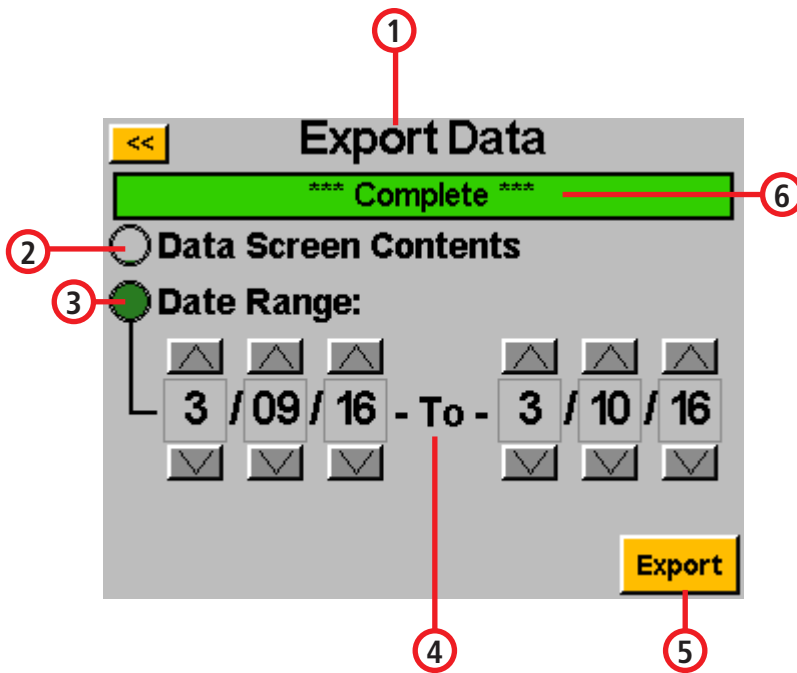 1
<< Export Data
*** Complete *** 6
2 Data Screen Contents
3 Date Range:
3 / 09 / 16 - To - 3 / 10 / 16
Export
4 5